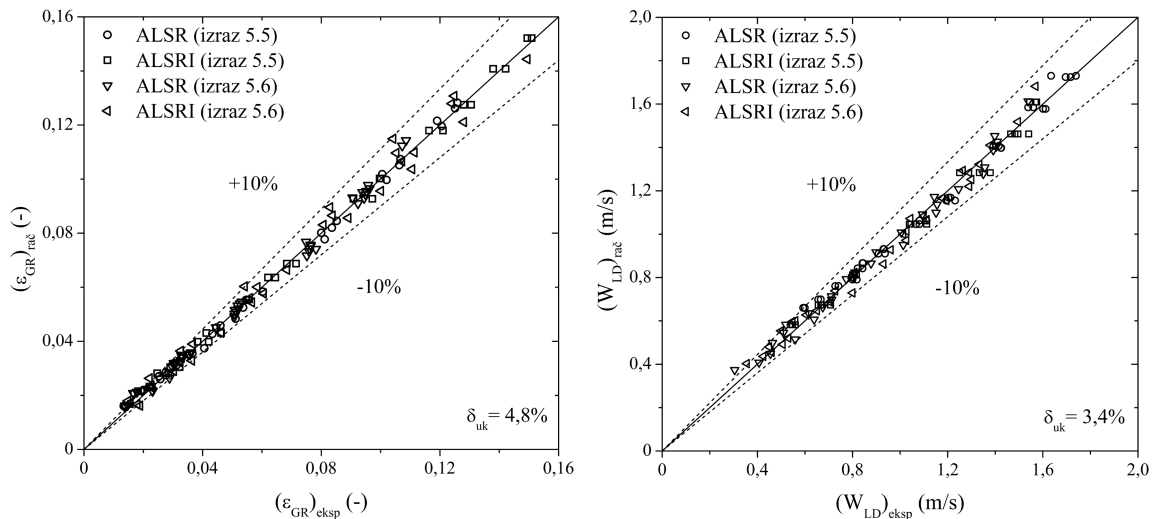 0,16
0,12
0,08
0,04
0
(ε_GR)_rač (-)
ALSR (izraz 5.5)
ALSRI (izraz 5.5)
ALSR (izraz 5.6)
ALSRI (izraz 5.6)
+10%
-10%
δ_uk= 4,8%
0 0,04 0,08 0,12 0,16
(ε_GR)_eksp (-)
2,0
1,6
1,2
0,8
0,4
0
(W_LD)_rač (m/s)
ALSR (izraz 5.5)
ALSRI (izraz 5.5)
ALSR (izraz 5.6)
ALSRI (izraz 5.6)
+10%
-10%
δ_uk= 3,4%
0 0,4 0,8 1,2 1,6 2,0
(W_LD)_eksp (m/s)